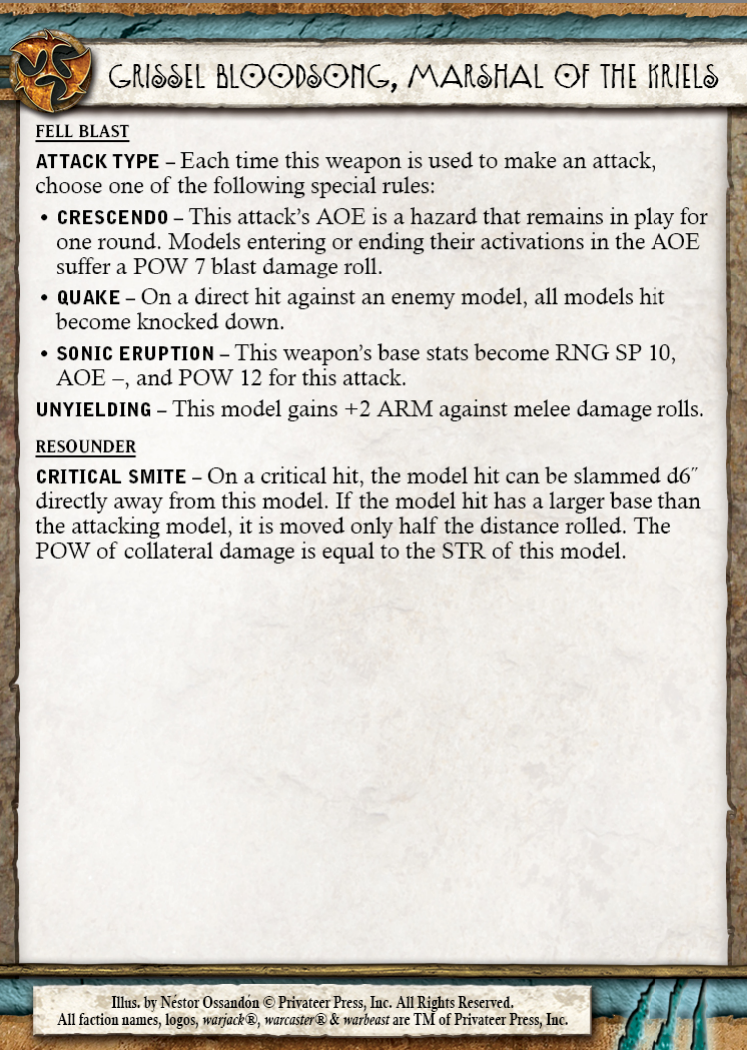 GRISSEL BLOODSONG, MARSHAL OF THE KRIELS
FELL BLAST
ATTACK TYPE – Each time this weapon is used to make an attack,
choose one of the following special rules:
• CRESCENDO – This attack's AOE is a hazard that remains in play for
one round. Models entering or ending their activations in the AOE
suffer a POW 7 blast damage roll.
• QUAKE – On a direct hit against an enemy model, all models hit
become knocked down.
• SONIC ERUPTION – This weapon's base stats become RNG SP 10,
AOE –, and POW 12 for this attack.
UNYIELDING – This model gains +2 ARM against melee damage rolls.
RESOUNDER
CRITICAL SMITE – On a critical hit, the model hit can be slammed d6″
directly away from this model. If the model hit has a larger base than
the attacking model, it is moved only half the distance rolled. The
POW of collateral damage is equal to the STR of this model.
Illus. by Néstor Ossandón © Privateer Press, Inc. All Rights Reserved.
All faction names, logos, warjack®, warcaster® & warbeast are TM of Privateer Press, Inc.